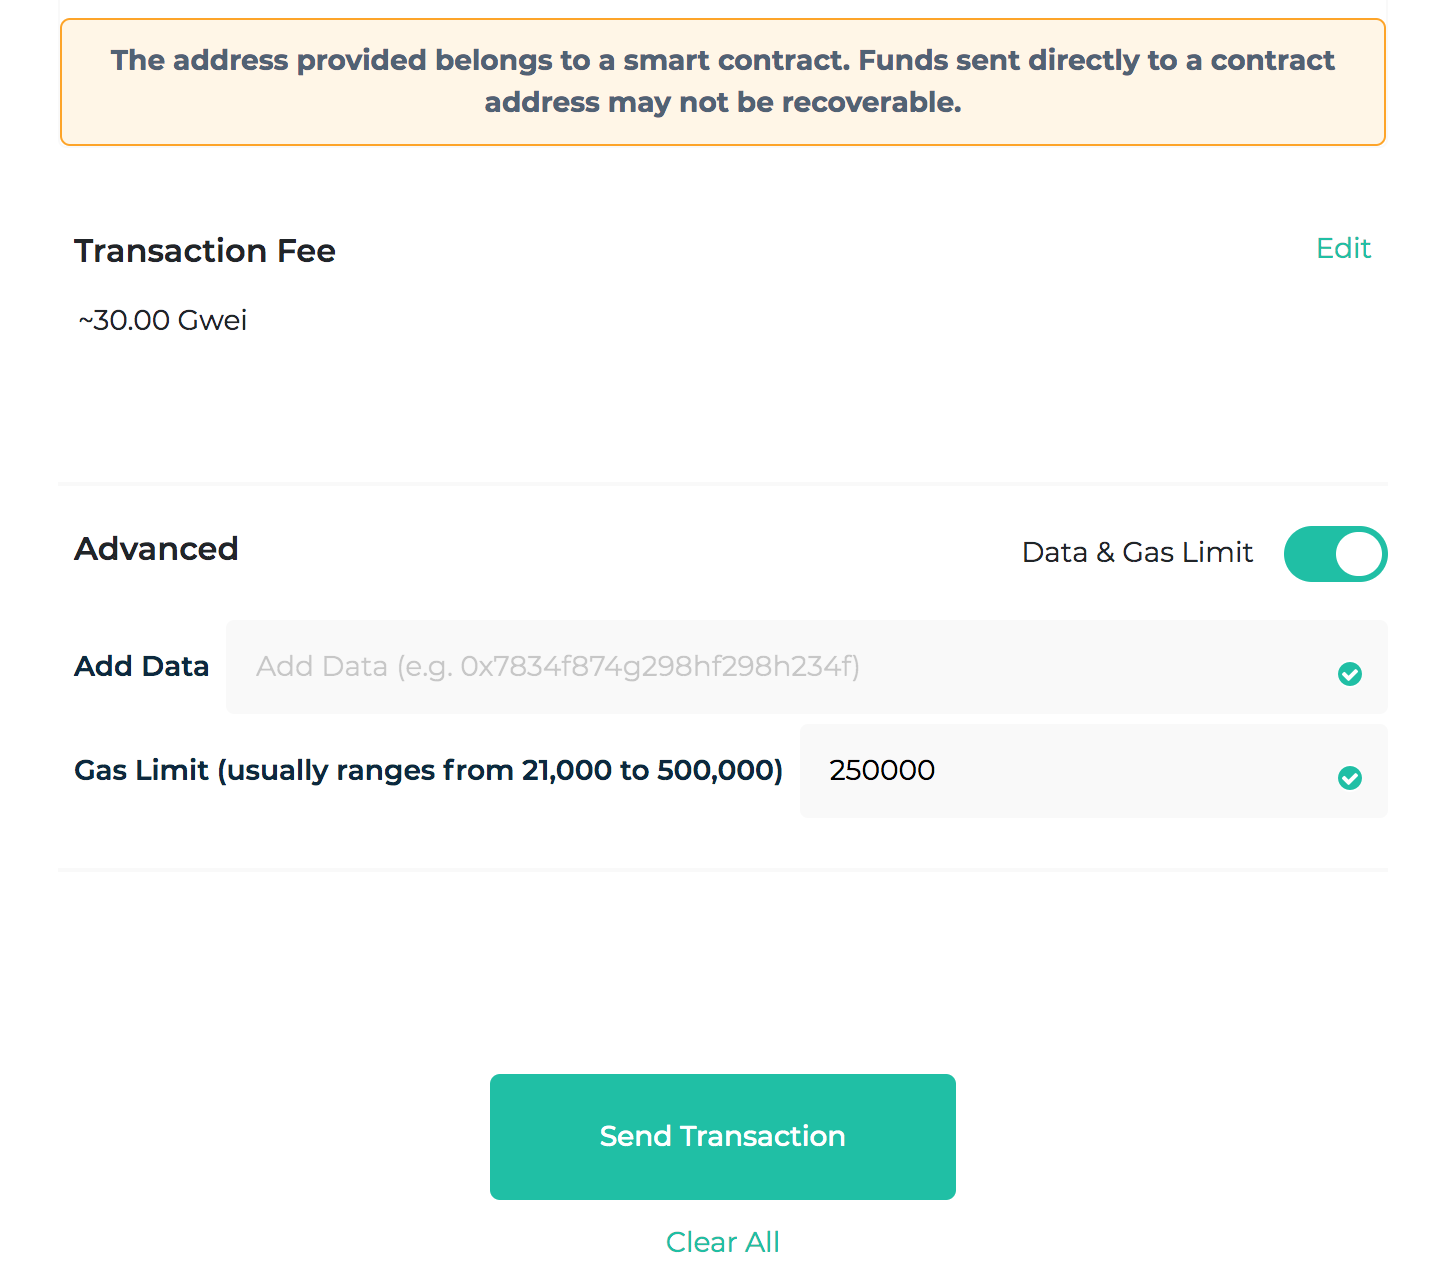 The address provided belongs to a smart contract. Funds sent directly to a contract
address may not be recoverable.
Transaction Fee
Edit
~30.00 Gwei
Advanced
Data & Gas Limit
Add Data
Add Data (e.g. 0x7834f874g298hf298h234f)
Gas Limit (usually ranges from 21,000 to 500,000)
250000
Send Transaction
Clear All